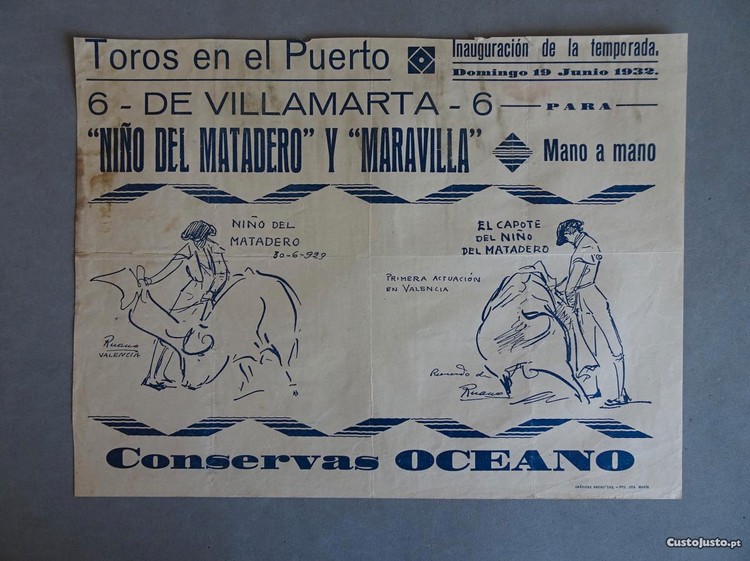 Toros en el Puerto
Inauguración de la temporada.
Domingo 19 Junio 1932.
6 - DE VILLAMARTA - 6 PARA
"NIÑO DEL MATADERO" Y "MARAVILLA" Mano a mano
NIÑO DEL
MATADERO
30-6-929
Ruano
VALENCIA
EL CAPOTE
DEL NIÑO
DEL MATADERO
PRIMERA ACTUACIÓN
EN VALENCIA
Recuerdo de
Ruano
Conservas OCEANO
CustoJusto.pt